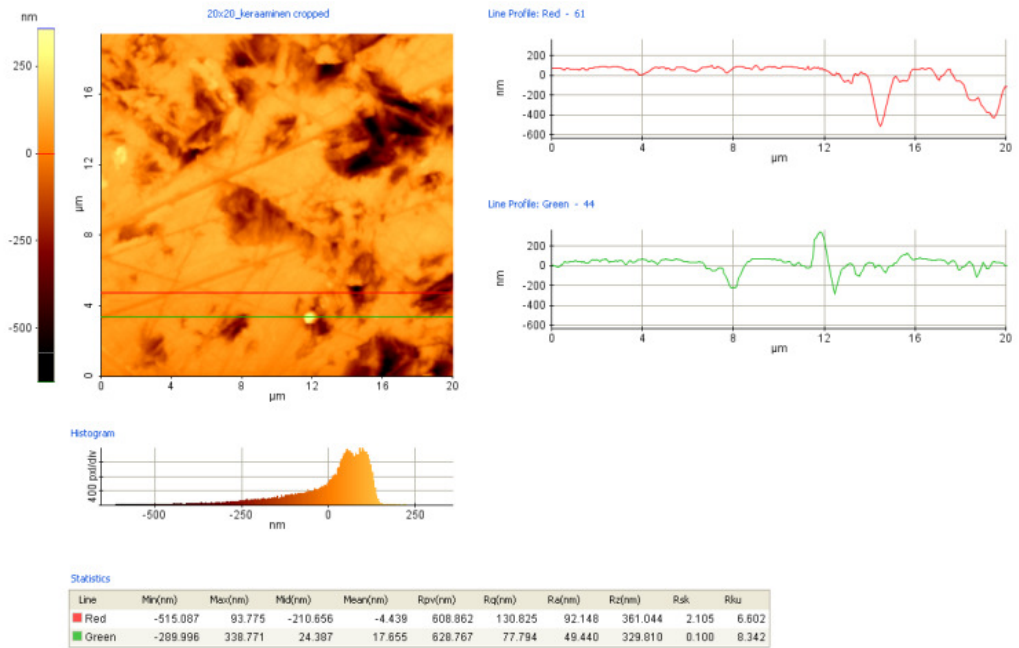 nm
250
0
-250
-500
20x20_keraaminen cropped
µm
16
12
8
4
0
0 4 8 12 16 20
µm
Line Profile: Red - 61
nm
200
0
-200
-400
-600
0 4 8 12 16 20
µm
Line Profile: Green - 44
nm
200
0
-200
-400
-600
0 4 8 12 16 20
µm
Histogram
400 pxl/div
-500 -250 0 250
nm
Statistics
Line Min(nm) Max(nm) Mid(nm) Mean(nm) Rpv(nm) Rq(nm) Ra(nm) Rz(nm) Rsk Rku
Red -515.087 93.775 -210.656 -4.439 608.862 130.825 92.148 361.044 2.105 6.602
Green -289.996 338.771 24.387 17.655 628.767 77.794 49.440 329.810 0.100 8.342